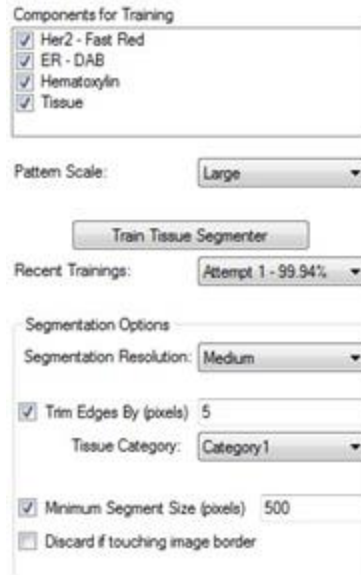 Components for Training
Her2 - Fast Red
ER - DAB
Hematoxylin
Tissue
Pattern Scale: Large
Train Tissue Segmenter
Recent Trainings: Attempt 1 - 99.94%
Segmentation Options
Segmentation Resolution: Medium
Trim Edges By (pixels) 5
Tissue Category: Category1
Minimum Segment Size (pixels) 500
Discard if touching image border